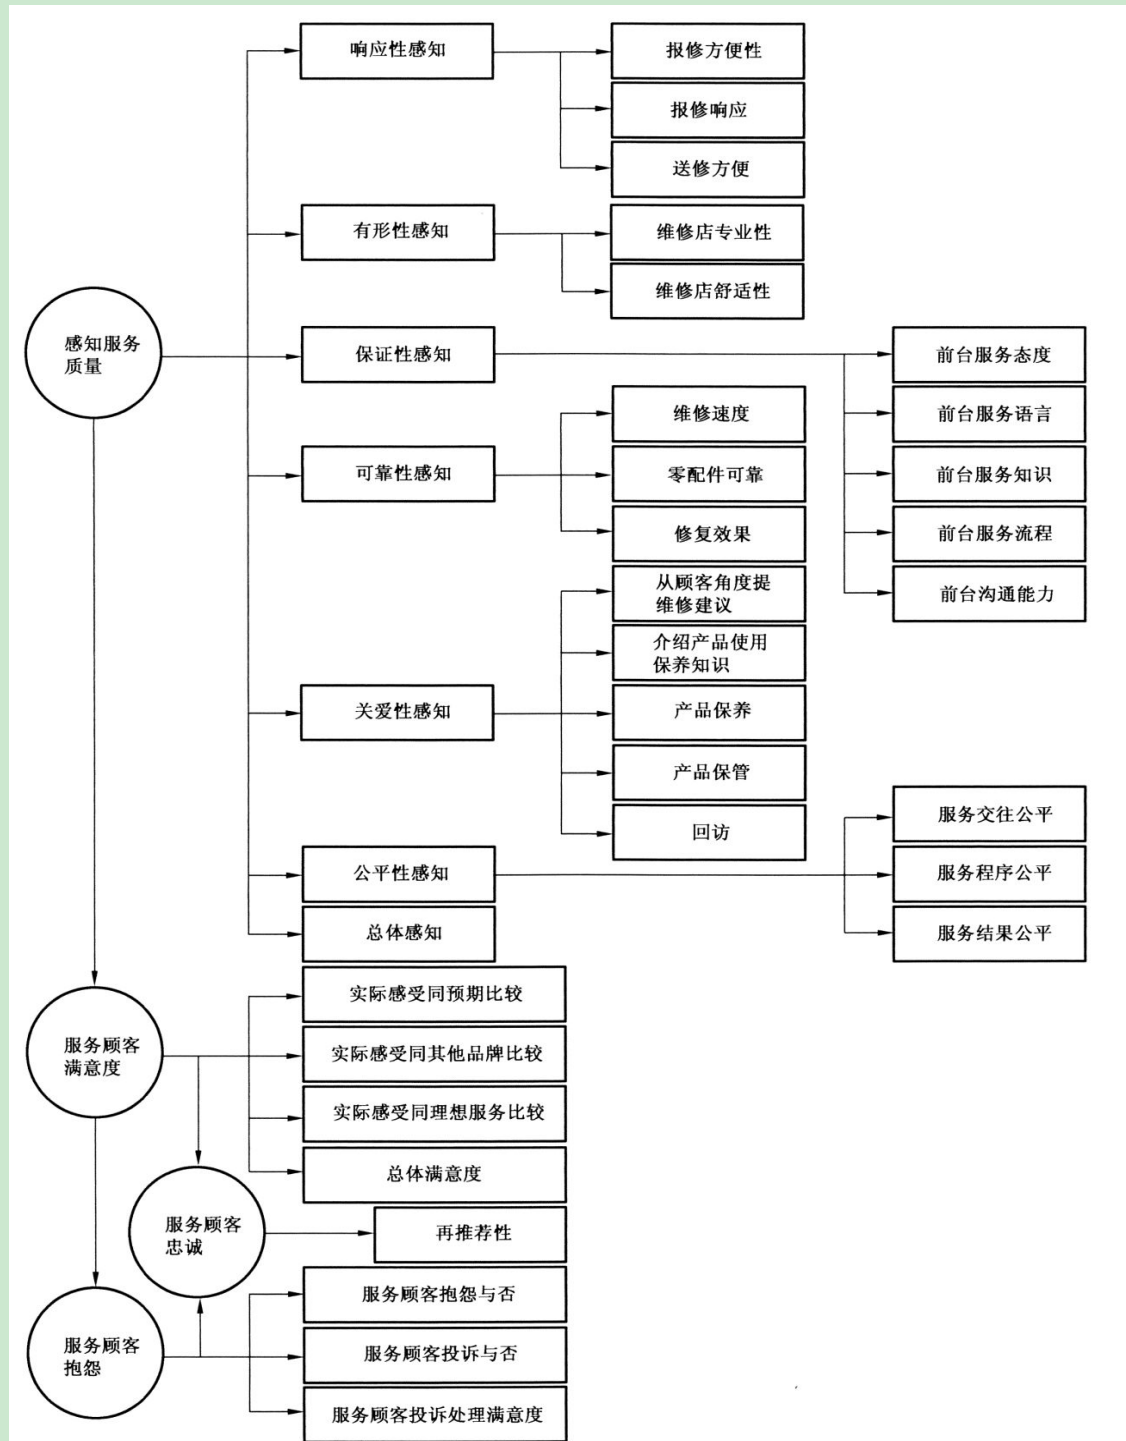 响应性感知
报修方便性
报修响应
送修方便
有形性感知
维修店专业性
维修店舒适性
感知服务
质量
保证性感知
前台服务态度
前台服务语言
前台服务知识
前台服务流程
前台沟通能力
可靠性感知
维修速度
零配件可靠
修复效果
关爱性感知
从顾客角度提
维修建议
介绍产品使用
保养知识
产品保养
产品保管
回访
公平性感知
服务交往公平
服务程序公平
服务结果公平
总体感知
服务顾客
满意度
实际感受同预期比较
实际感受同其他品牌比较
实际感受同理想服务比较
总体满意度
服务顾客
忠诚
再推荐性
服务顾客
抱怨
服务顾客抱怨与否
服务顾客投诉与否
服务顾客投诉处理满意度